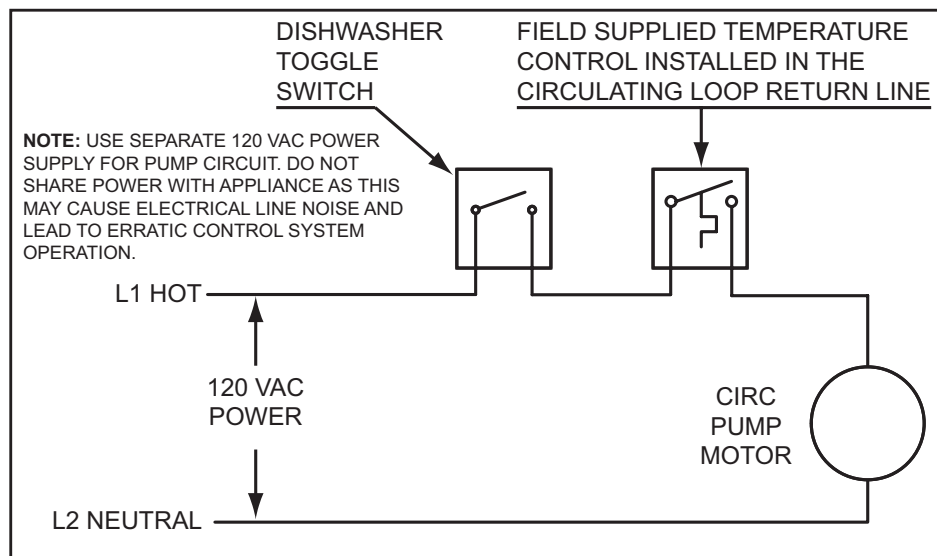 DISHWASHER
TOGGLE
SWITCH
FIELD SUPPLIED TEMPERATURE
CONTROL INSTALLED IN THE
CIRCULATING LOOP RETURN LINE
NOTE: USE SEPARATE 120 VAC POWER
SUPPLY FOR PUMP CIRCUIT. DO NOT
SHARE POWER WITH APPLIANCE AS THIS
MAY CAUSE ELECTRICAL LINE NOISE AND
LEAD TO ERRATIC CONTROL SYSTEM
OPERATION.
L1 HOT
120 VAC
POWER
CIRC
PUMP
MOTOR
L2 NEUTRAL